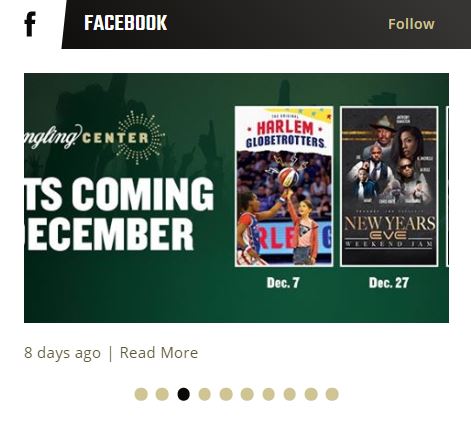 f
FACEBOOK
Follow
ngling CENTER
TS COMING
ECEMBER
THE ORIGINAL
HARLEM
GLOBETROTTERS
Dec. 7
NEW YEARS
EVE
WEEKEND JAM
Dec. 27
8 days ago | Read More